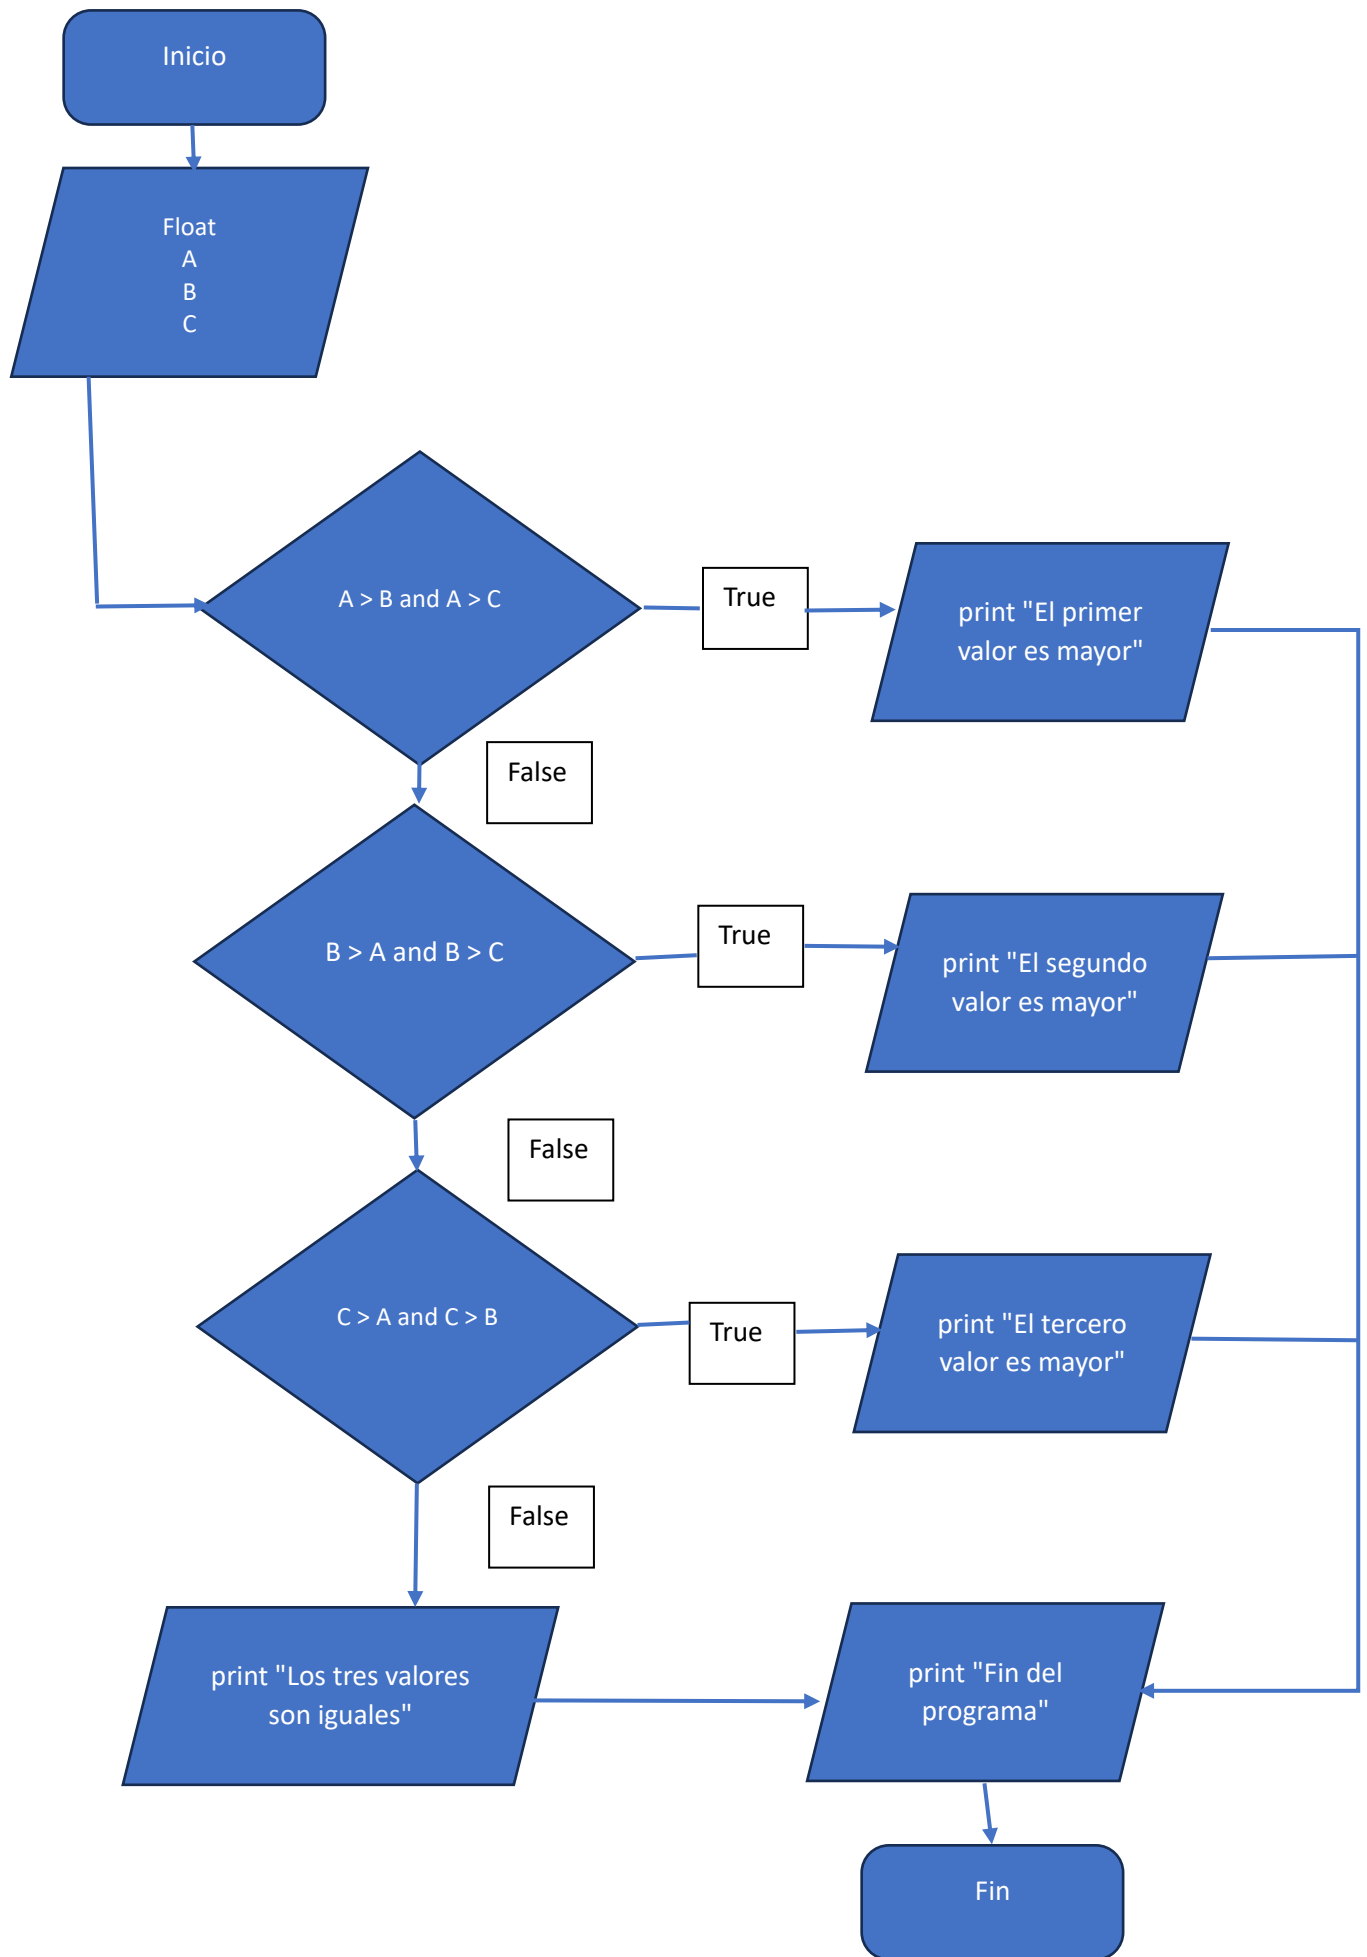 Inicio
Float
A
B
C
A > B and A > C
True
print "El primer
valor es mayor"
False
B > A and B > C
True
print "El segundo
valor es mayor"
False
C > A and C > B
True
print "El tercero
valor es mayor"
False
print "Los tres valores
son iguales"
print "Fin del
programa"
Fin